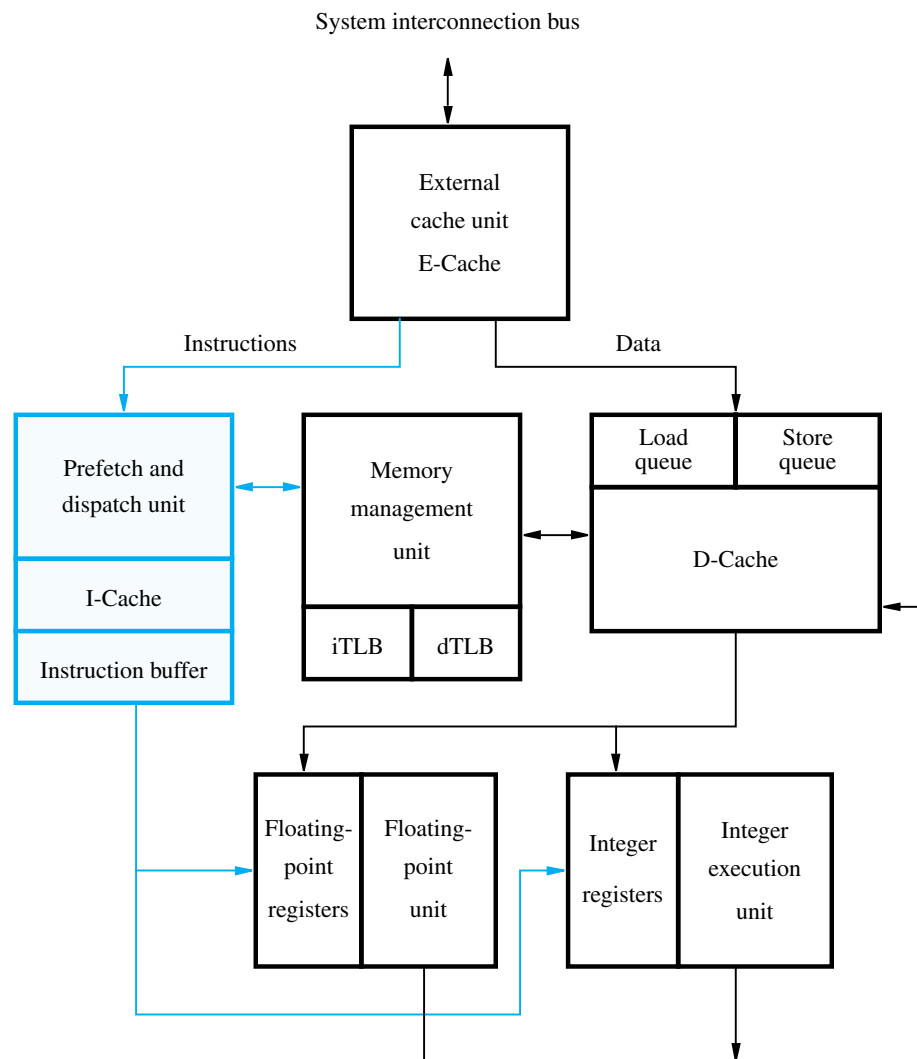 System interconnection bus
External
cache unit
E-Cache
Instructions
Data
Prefetch and
dispatch unit
I-Cache
Instruction buffer
Memory
management
unit
iTLB
dTLB
Load
queue
Store
queue
D-Cache
Floating-
point
registers
Floating-
point
unit
Integer
registers
Integer
execution
unit